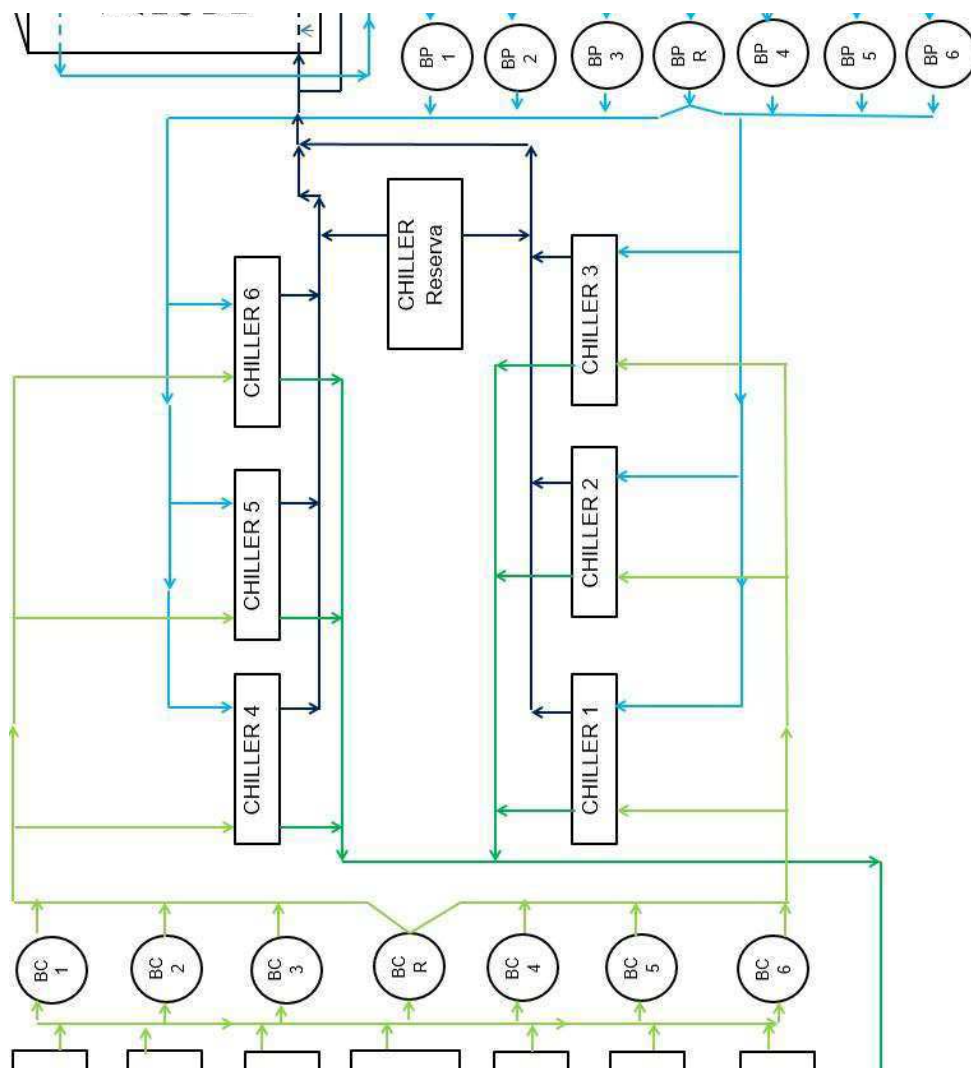 BP
1
BP
2
BP
3
BP
R
BP
4
BP
5
BP
6
CHILLER
Reserva
CHILLER 6
CHILLER 3
CHILLER 5
CHILLER 2
CHILLER 4
CHILLER 1
BC
1
BC
2
BC
3
BC
R
BC
4
BC
5
BC
6